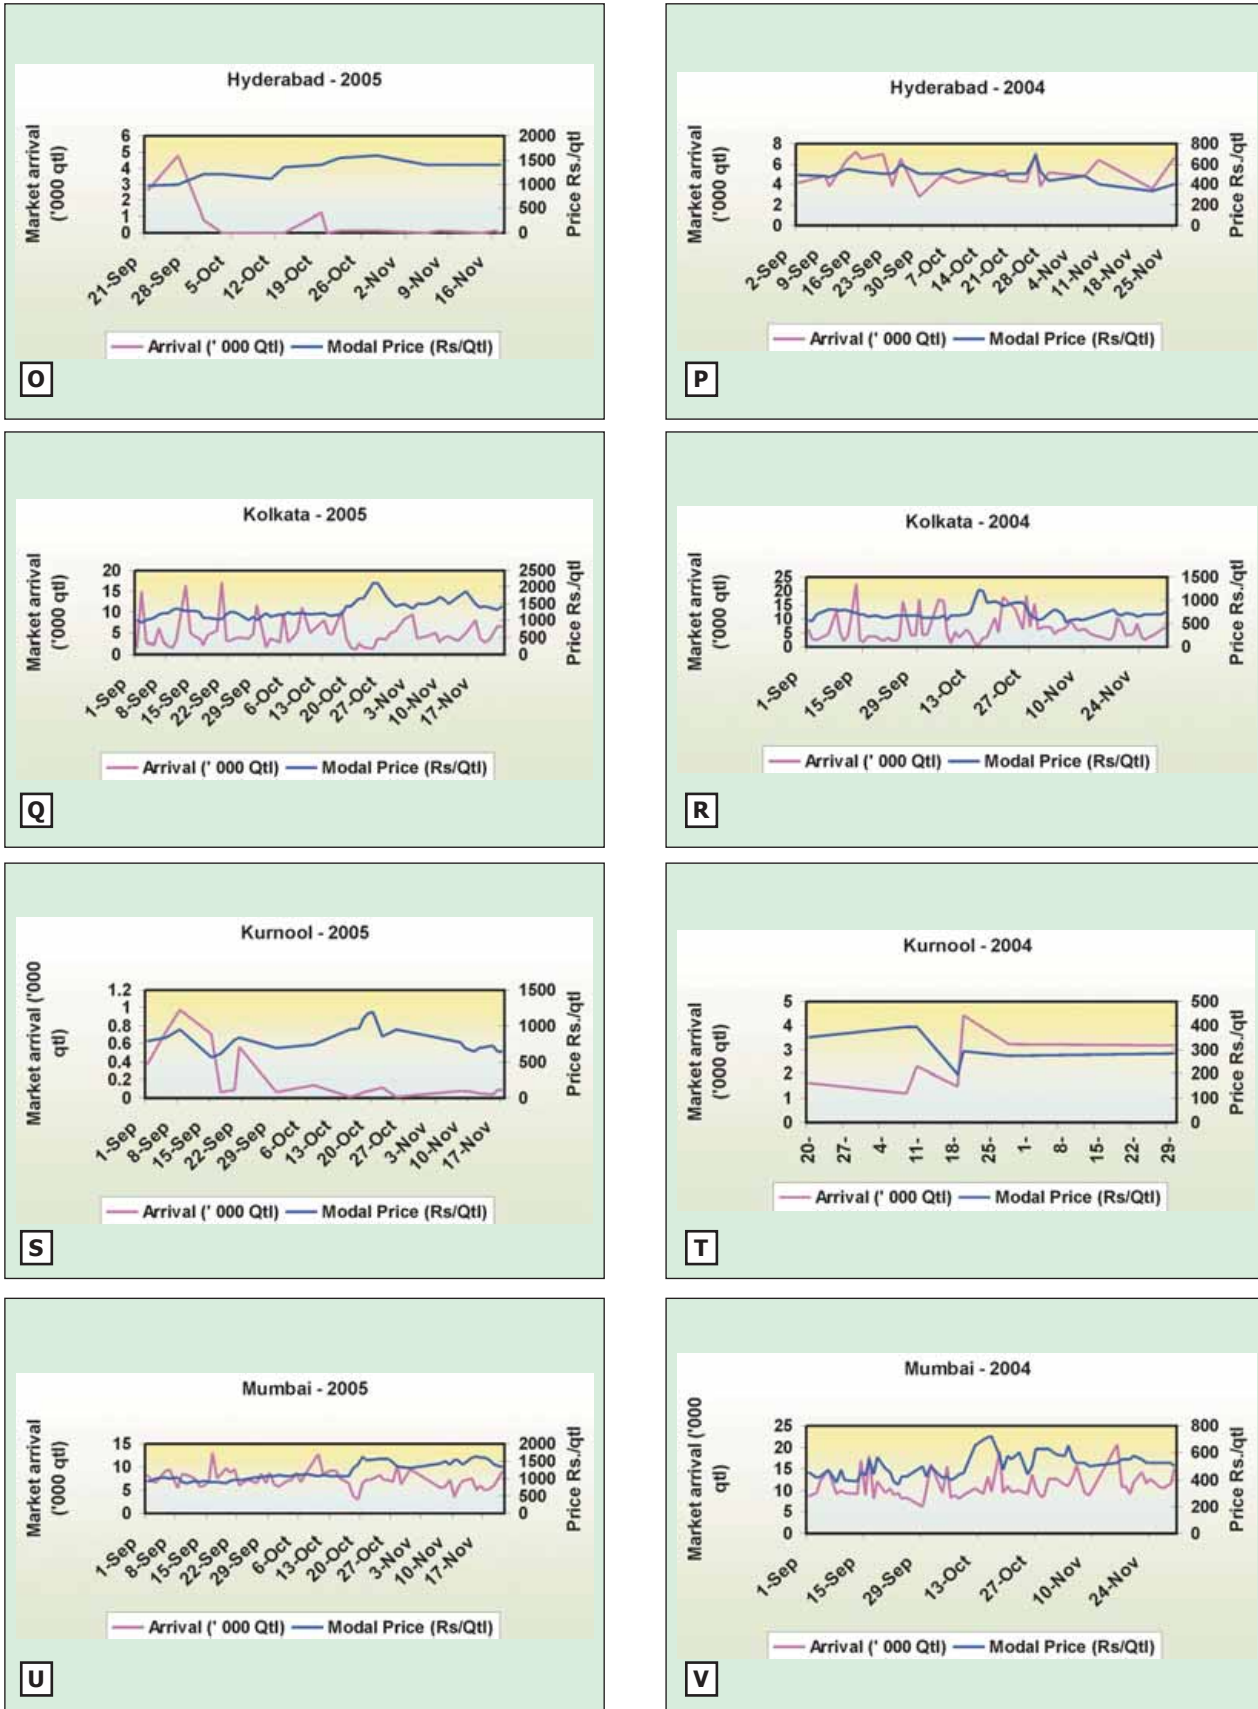 Hyderabad - 2005
Market arrival
('000 qtl)
6
5
4
3
2
1
0
2000
1500
1000
500
0
Price Rs./qtl
21-Sep
28-Sep
5-Oct
12-Oct
19-Oct
26-Oct
2-Nov
9-Nov
16-Nov
Arrival (' 000 Qtl) Modal Price (Rs/Qtl)
O
Hyderabad - 2004
Market arrival
('000 qtl)
8
6
4
2
0
800
600
400
200
0
Price Rs./qtl
2-Sep
9-Sep
16-Sep
23-Sep
30-Sep
7-Oct
14-Oct
21-Oct
28-Oct
4-Nov
11-Nov
18-Nov
25-Nov
Arrival (' 000 Qtl) Modal Price (Rs/Qtl)
P
Kolkata - 2005
Market arrival
('000 qtl)
20
15
10
5
0
2500
2000
1500
1000
500
0
Price Rs./qtl
1-Sep
8-Sep
15-Sep
22-Sep
29-Sep
6-Oct
13-Oct
20-Oct
27-Oct
3-Nov
10-Nov
17-Nov
Arrival (' 000 Qtl) Modal Price (Rs/Qtl)
Q
Kolkata - 2004
Market arrival
('000 qtl)
25
20
15
10
5
0
1500
1000
500
0
Price Rs./qtl
1-Sep
15-Sep
29-Sep
13-Oct
27-Oct
10-Nov
24-Nov
Arrival (' 000 Qtl) Modal Price (Rs/Qtl)
R
Kurnool - 2005
Market arrival ('000
qtl)
1.2
1
0.8
0.6
0.4
0.2
0
1500
1000
500
0
Price Rs./qtl
1-Sep
8-Sep
15-Sep
22-Sep
29-Sep
6-Oct
13-Oct
20-Oct
27-Oct
3-Nov
10-Nov
17-Nov
Arrival (' 000 Qtl) Modal Price (Rs/Qtl)
S
Kurnool - 2004
Market arrival
('000 qtl)
5
4
3
2
1
0
500
400
300
200
100
0
Price Rs./qtl
20-
27-
4-
11-
18-
25-
1-
8-
15-
22-
29-
Arrival (' 000 Qtl) Modal Price (Rs/Qtl)
T
Mumbai - 2005
Market arrival
('000 qtl)
15
10
5
0
2000
1500
1000
500
0
Price Rs./qtl
1-Sep
8-Sep
15-Sep
22-Sep
29-Sep
6-Oct
13-Oct
20-Oct
27-Oct
3-Nov
10-Nov
17-Nov
Arrival (' 000 Qtl) Modal Price (Rs/Qtl)
U
Mumbai - 2004
Market arrival ('000
qtl)
25
20
15
10
5
0
800
600
400
200
0
Price Rs./qtl
1-Sep
15-Sep
29-Sep
13-Oct
27-Oct
10-Nov
24-Nov
Arrival (' 000 Qtl) Modal Price (Rs/Qtl)
V